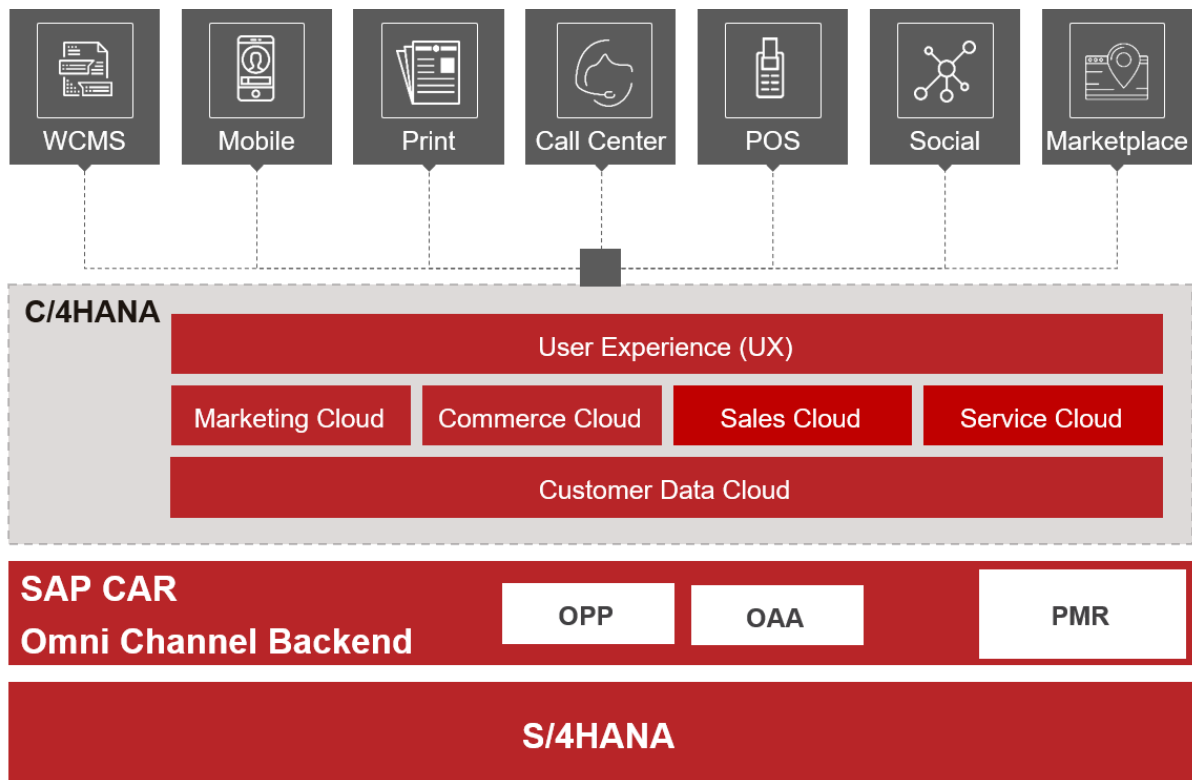 WCMS
Mobile
Print
Call Center
POS
Social
Marketplace
C/4HANA
User Experience (UX)
Marketing Cloud
Commerce Cloud
Sales Cloud
Service Cloud
Customer Data Cloud
SAP CAR
Omni Channel Backend
OPP
OAA
PMR
S/4HANA